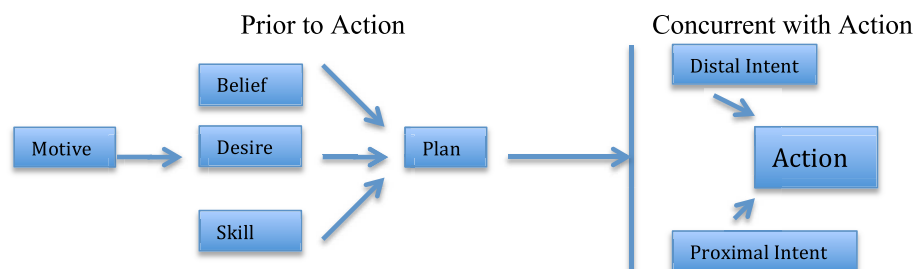 Prior to Action
Concurrent with Action
Distal Intent
Belief
Motive
Desire
Plan
Action
Skill
Proximal Intent